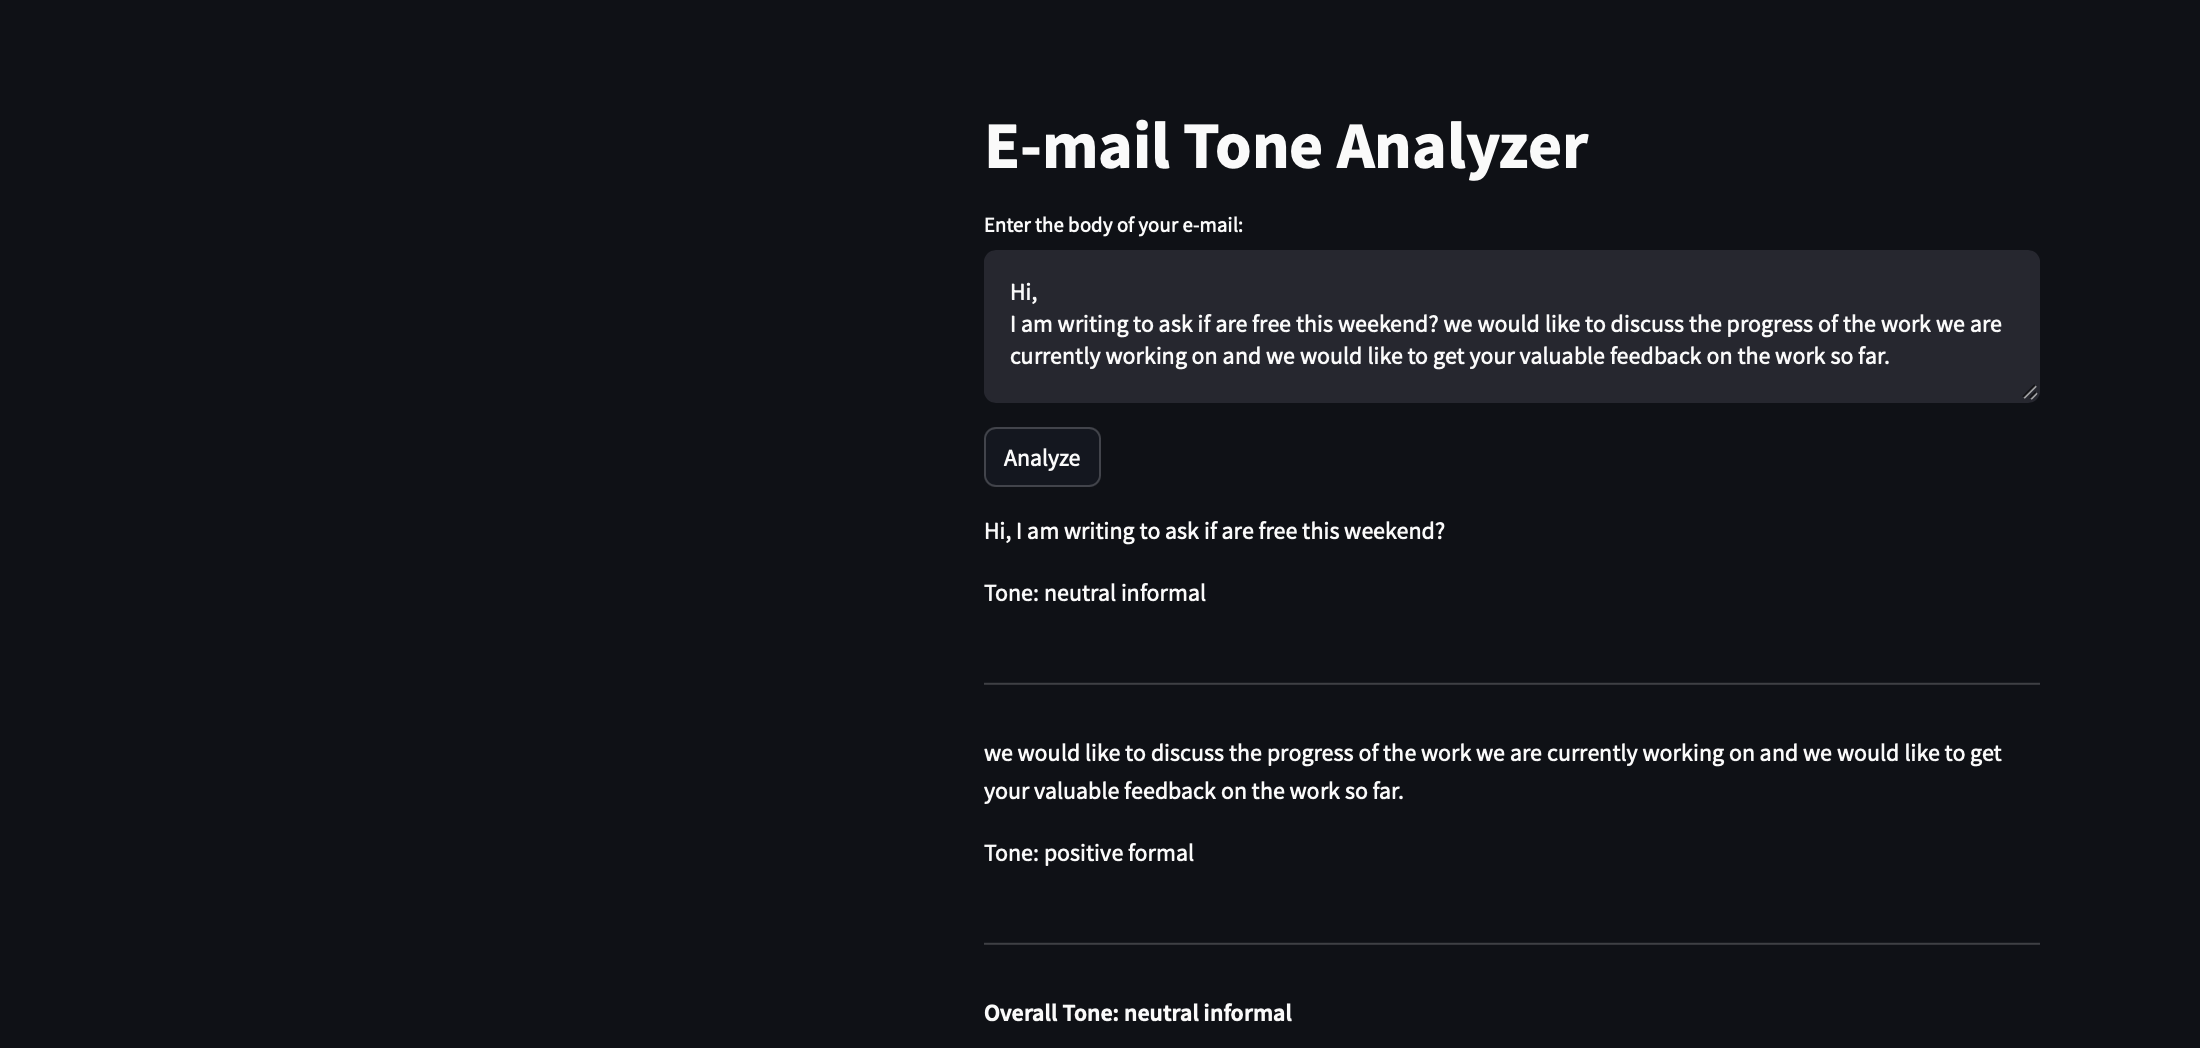 E-mail Tone Analyzer
Enter the body of your e-mail:
Hi,
I am writing to ask if are free this weekend? we would like to discuss the progress of the work we are
currently working on and we would like to get your valuable feedback on the work so far.
Analyze
Hi, I am writing to ask if are free this weekend?
Tone: neutral informal
we would like to discuss the progress of the work we are currently working on and we would like to get
your valuable feedback on the work so far.
Tone: positive formal
Overall Tone: neutral informal